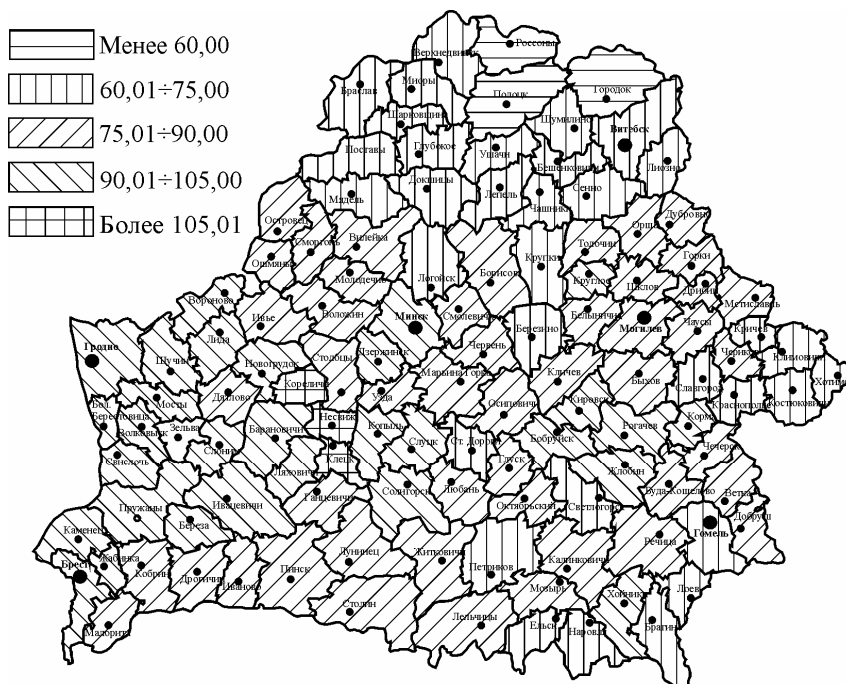 Менее 60,00
60,01÷75,00
75,01÷90,00
90,01÷105,00
Более 105,01
Россоны
Верхнедвинск
Миоры
Браслав
Полоцк
Городок
Шарковщина
Шумилино
Витебск
Поставы
Глубокое
Ушачи
Бешенковичи
Лиозно
Докшицы
Мядель
Лепель
Чашники
Сенно
Островец
Сморгонь
Вилейка
Орша
Дубровно
Ошмяны
Молодечно
Логойск
Борисов
Крупки
Толочин
Горки
Круглое
Шклов
Дрибин
Мстиславль
Вороново
Ивье
Воложин
Минск
Смолевичи
Березино
Белыничи
Могилев
Чаусы
Кричев
Гродно
Лида
Щучин
Новогрудок
Столбцы
Дзержинск
Червень
Климовичи
Хотимск
Чериков
Кореличи
Марьина Горка
Кличев
Быхов
Славгород
Костюковичи
Краснополье
Мосты
Дятлово
Узда
Осиповичи
Кировск
Бол.
Берестовица
Волковыск
Зельва
Слоним
Барановичи
Несвиж
Копыль
Слуцк
Ст. Дороги
Бобруйск
Рогачев
Корма
Свислочь
Клецк
Ляховичи
Глуск
Жлобин
Чечерск
Ганцевичи
Солигорск
Любань
Октябрьский
Светлогорск
Буда-Кошелево
Ветка
Пружаны
Ивацевичи
Береза
Каменец
Гомель
Добруш
Речица
Лунинец
Житковичи
Петриков
Калинковичи
Брест
Жабинка
Кобрин
Дрогичин
Иваново
Пинск
Мозырь
Хойники
Лоев
Малорита
Столин
Лельчицы
Ельск
Наровля
Брагин